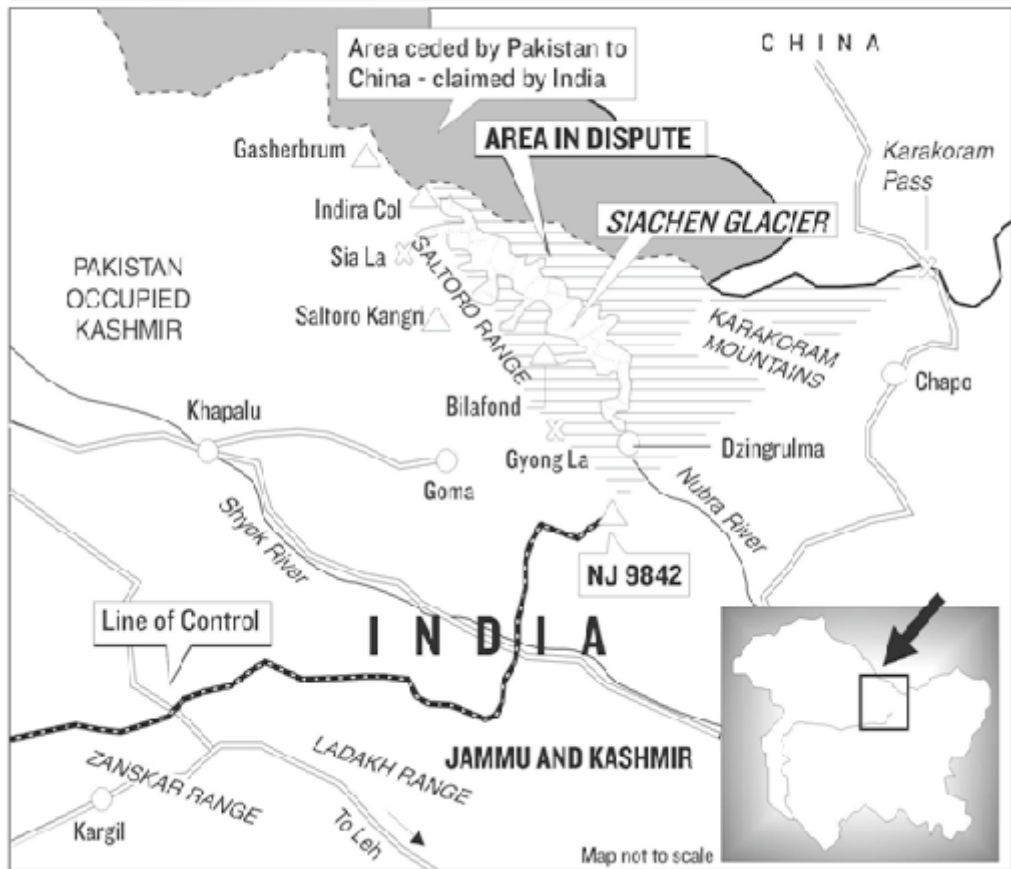 Area ceded by Pakistan to
China - claimed by India
CHINA
Gasherbrum
AREA IN DISPUTE
Karakoram
Pass
Indira Col
SIACHEN GLACIER
Sia La
SALTORO RANGE
PAKISTAN
OCCUPIED
KASHMIR
Saltoro Kangri
KARAKORAM
MOUNTAINS
Chapo
Bilafond
Khapalu
Gyong La
Dzingrulma
Goma
Nubra River
Shyok River
NJ 9842
Line of Control
INDIA
JAMMU AND KASHMIR
LADAKH RANGE
ZANSKAR RANGE
Kargil
To Leh
Map not to scale